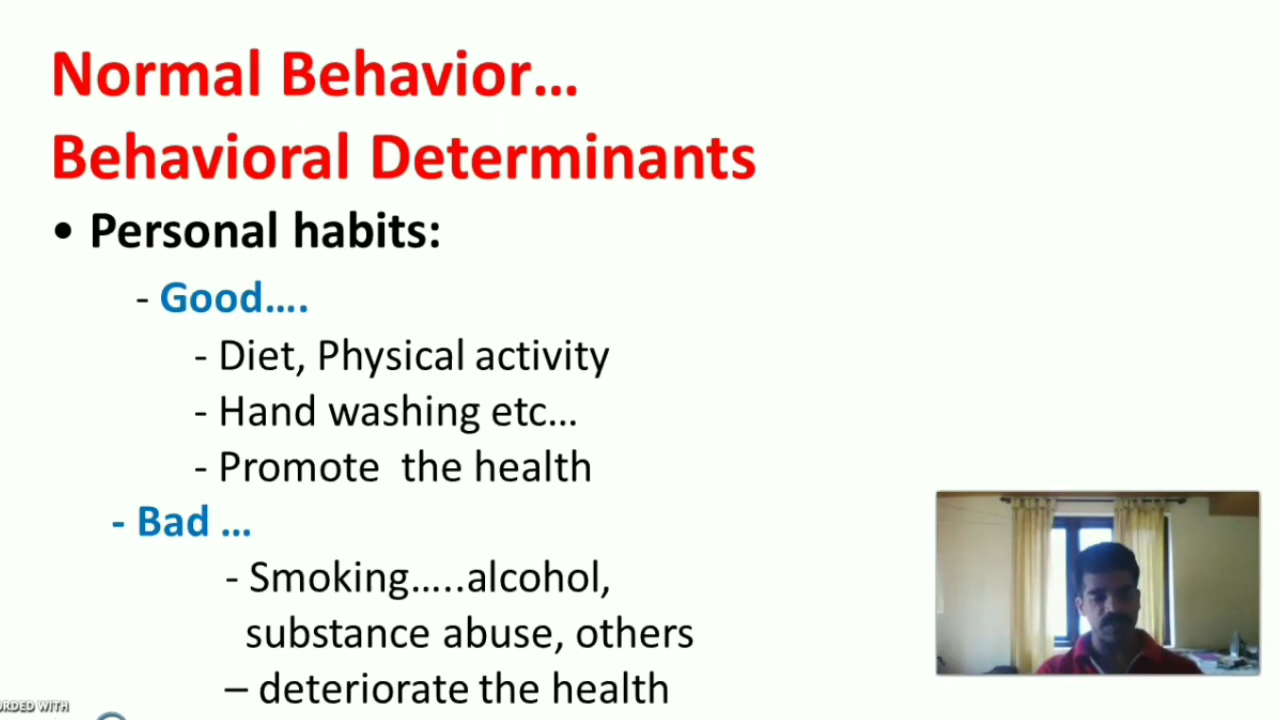 Normal Behavior...
Behavioral Determinants
• Personal habits:
- Good....
- Diet, Physical activity
- Hand washing etc...
- Promote  the health
- Bad ...
- Smoking.....alcohol,
substance abuse, others
– deteriorate the health
WITH